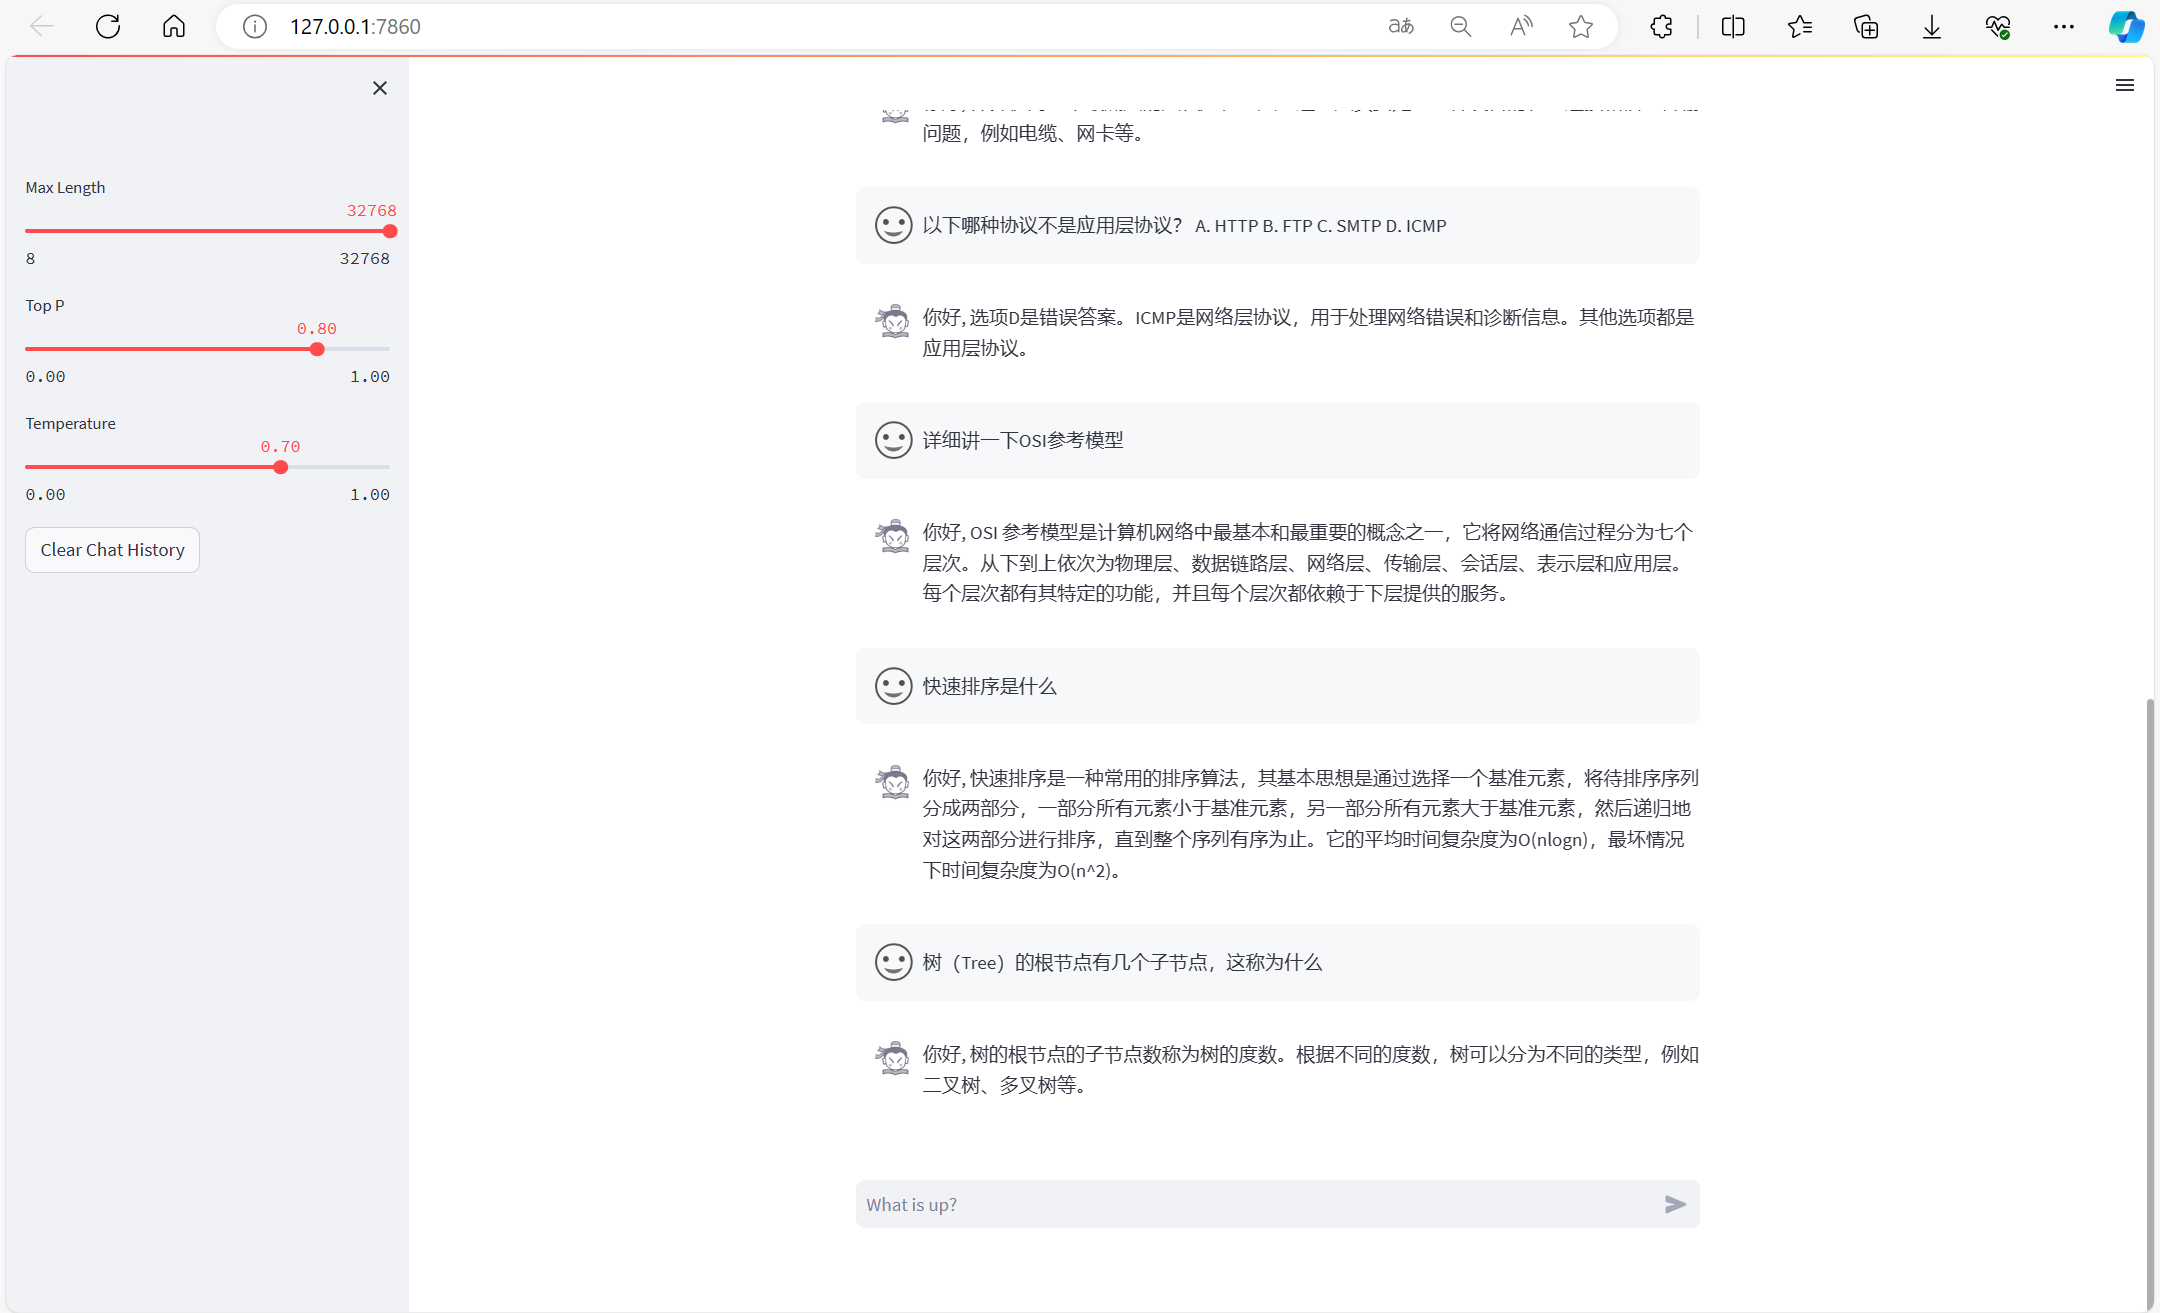 127.0.0.1:7860
Max Length
32768
8
32768
Top P
0.80
0.00
1.00
Temperature
0.70
0.00
1.00
Clear Chat History
问题，例如电缆、网卡等。
以下哪种协议不是应用层协议？ A. HTTP B. FTP C. SMTP D. ICMP
你好, 选项D是错误答案。ICMP是网络层协议，用于处理网络错误和诊断信息。其他选项都是
应用层协议。
详细讲一下OSI参考模型
你好, OSI 参考模型是计算机网络中最基本和最重要的概念之一，它将网络通信过程分为七个
层次。从下到上依次为物理层、数据链路层、网络层、传输层、会话层、表示层和应用层。
每个层次都有其特定的功能，并且每个层次都依赖于下层提供的服务。
快速排序是什么
你好, 快速排序是一种常用的排序算法，其基本思想是通过选择一个基准元素，将待排序序列
分成两部分，一部分所有元素小于基准元素，另一部分所有元素大于基准元素，然后递归地
对这两部分进行排序，直到整个序列有序为止。它的平均时间复杂度为O(nlogn)，最坏情况
下时间复杂度为O(n^2)。
树（Tree）的根节点有几个子节点，这称为什么
你好, 树的根节点的子节点数称为树的度数。根据不同的度数，树可以分为不同的类型，例如
二叉树、多叉树等。
What is up?